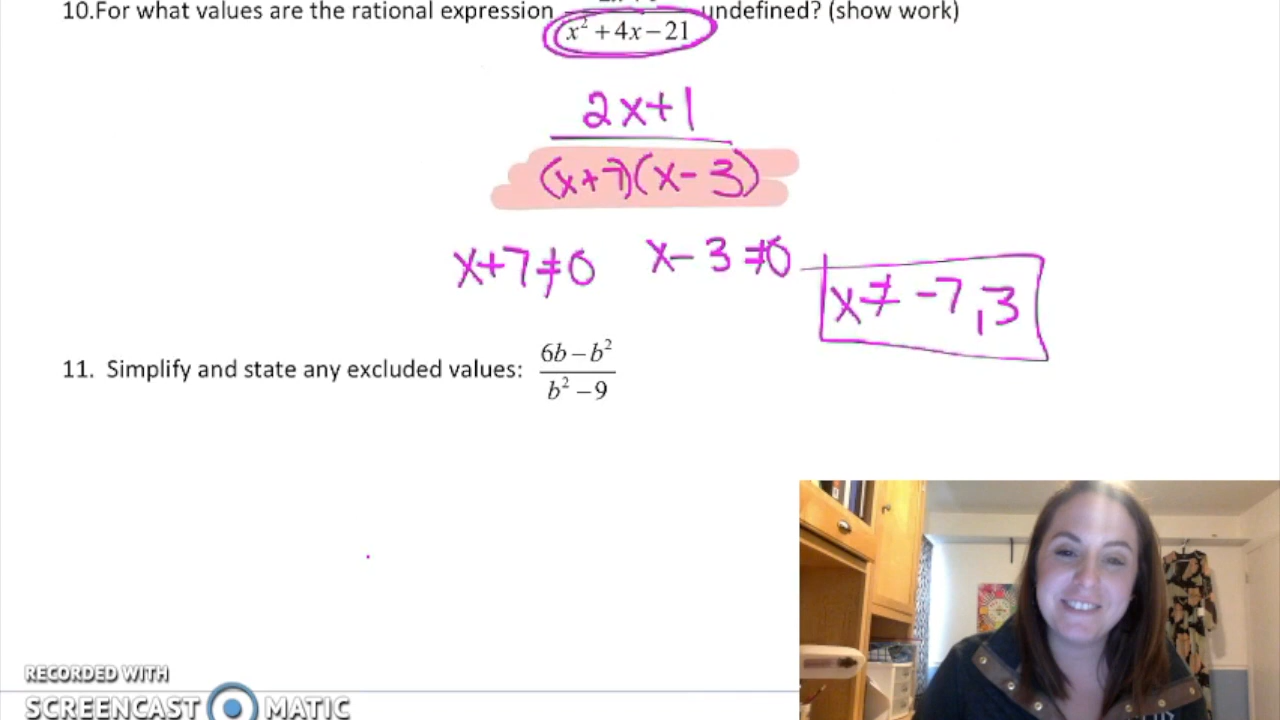 10.For what values are the rational expression undefined? (show work)
x² + 4x – 21
2x+1
(x+7)(x-3)
x+7≠0 x-3≠0
x≠ -7,3
11. Simplify and state any excluded values: 6b – b²
b² – 9
RECORDED WITH
SCREENCAST MATIC